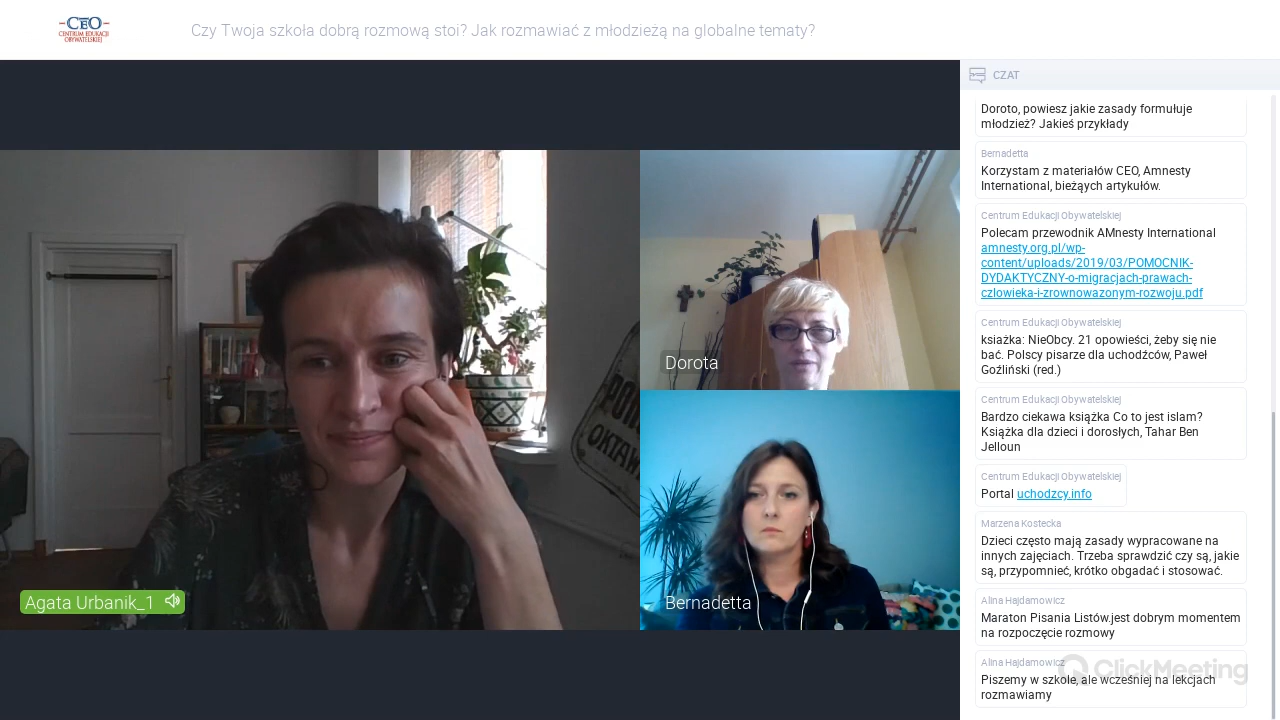 CEO
CENTRUM EDUKACJI
OBYWATELSKIEJ
Czy Twoja szkoła dobrą rozmową stoi? Jak rozmawiać z młodzieżą na globalne tematy?
CZAT
Doroto, powiesz jakie zasady formułuje
młodzież? Jakieś przykłady
Bernadetta
Korzystam z materiałów CEO, Amnesty
International, bieżących artykułów.
Centrum Edukacji Obywatelskiej
Polecam przewodnik AMnesty International
amnesty.org.pl/wp-
content/uploads/2019/03/POMOCNIK-
DYDAKTYCZNY-o-migracjach-prawach-
czlowieka-i-zrownowazonym-rozwoju.pdf
Centrum Edukacji Obywatelskiej
ksiażka: NieObcy. 21 opowieści, żeby się nie
bać. Polscy pisarze dla uchodźców, Paweł
Goźliński (red.)
Centrum Edukacji Obywatelskiej
Bardzo ciekawa książka Co to jest islam?
Książka dla dzieci i dorosłych, Tahar Ben
Jelloun
Centrum Edukacji Obywatelskiej
Portal uchodzcy.info
Marzena Kostecka
Dzieci często mają zasady wypracowane na
innych zajęciach. Trzeba sprawdzić czy są, jakie
są, przypomnieć, krótko obgadać i stosować.
Alina Hajdamowicz
Maraton Pisania Listów.jest dobrym momentem
na rozpoczęcie rozmowy
Alina Hajdamowicz
Piszemy w szkole, ale wcześniej na lekcjach
rozmawiamy
ClickMeeting
Dorota
Agata Urbanik_1
Bernadetta